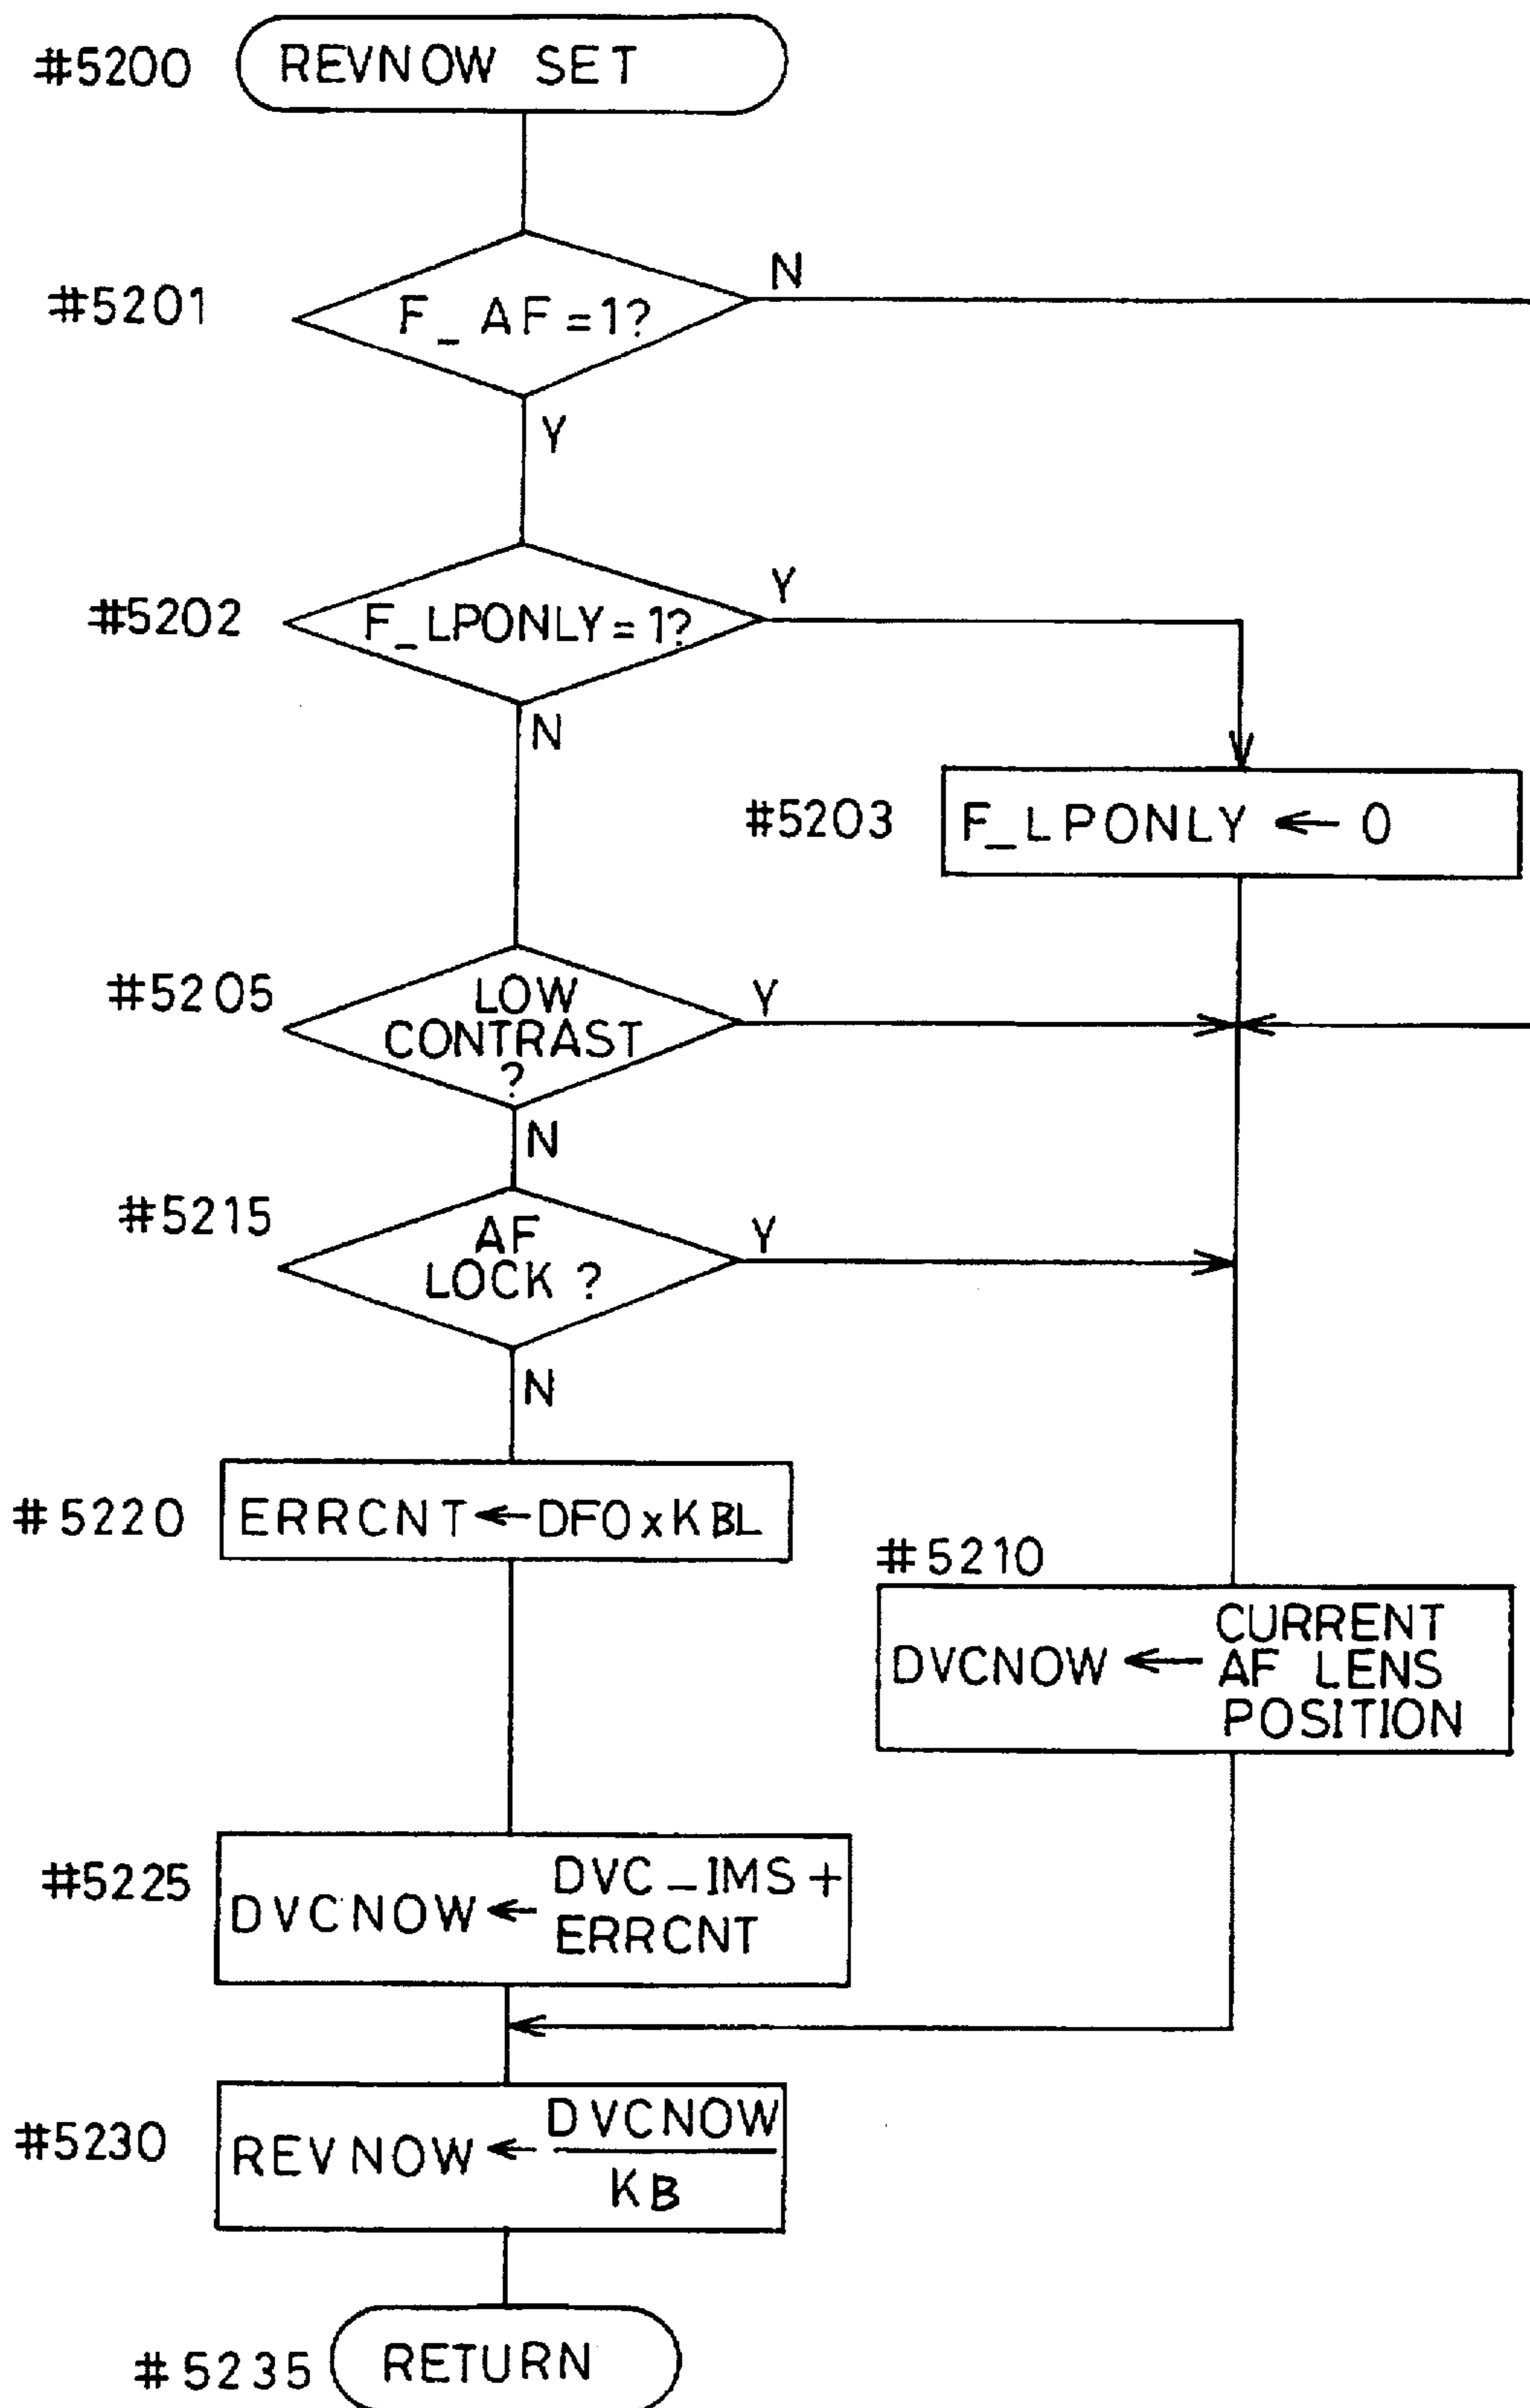 #5200 REVNOW SET
#5201 F_AF=1? N
Y
#5202 F_LPONLY=1? Y
N
#5203 F_LPONLY ← 0
#5205 LOW CONTRAST ? Y
N
#5215 AF LOCK ? Y
N
#5220 ERRCNT←DF0xKBL
#5210
DVCNOW ← CURRENT AF LENS POSITION
#5225 DVCNOW ← DVC_IMS+ ERRCNT
#5230 REVNOW ← DVCNOW
KB
#5235 RETURN